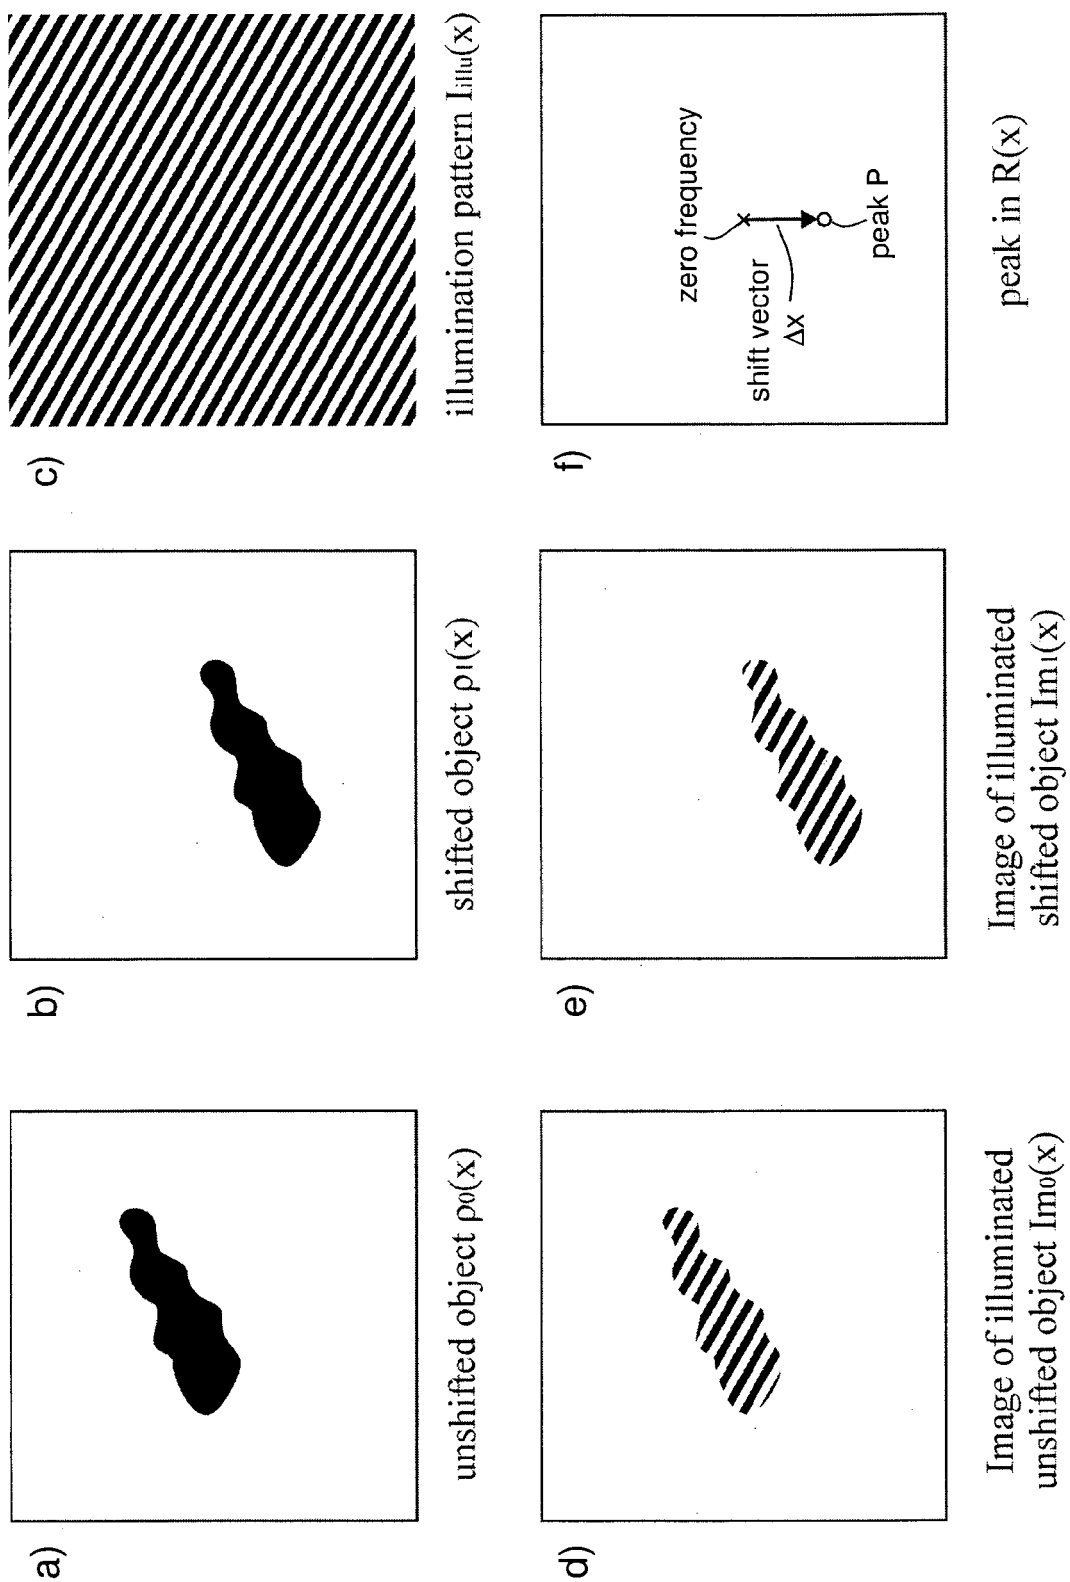 a)
unshifted object ρ0(x)
b)
shifted object ρ1(x)
c)
illumination pattern Iillu(x)
d)
Image of illuminated
unshifted object Im0(x)
e)
Image of illuminated
shifted object Im1(x)
f)
zero frequency
shift vector
Δx
peak P
peak in R(x)